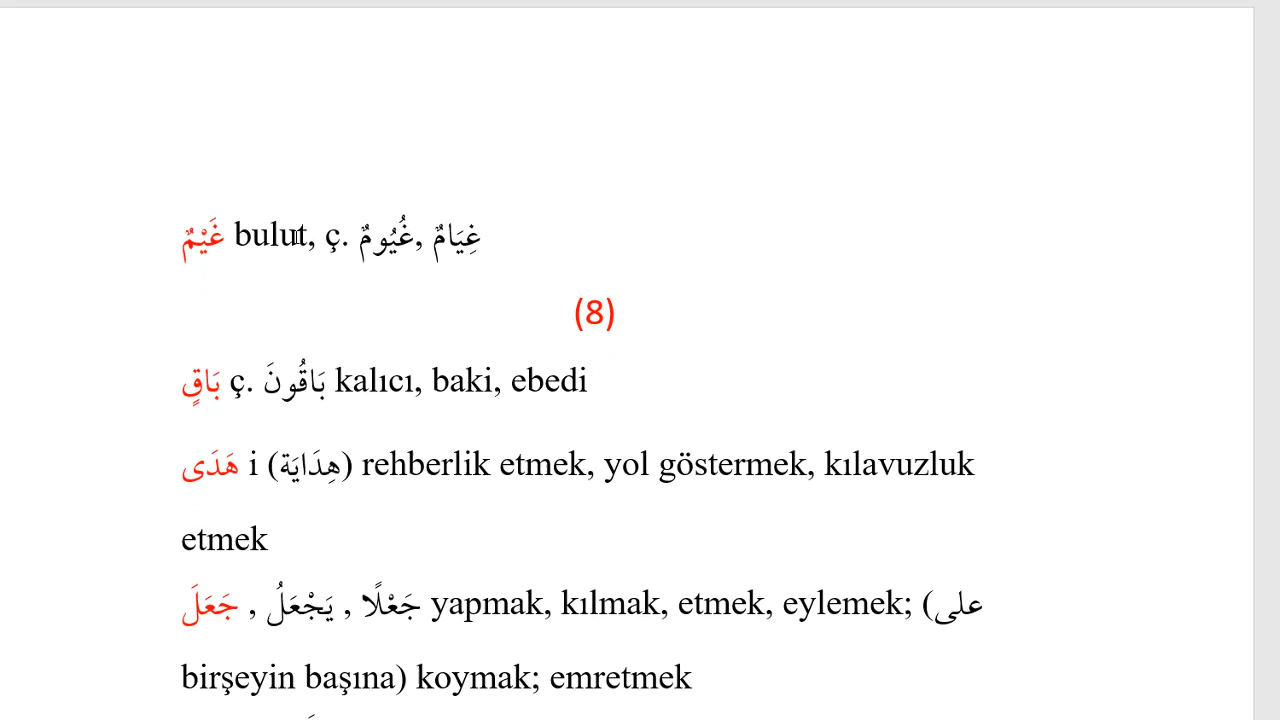 غَيْمٌ bulut, ç. غُيُومٌ, غِيَامٌ
(8)
بَاقٍ ç. بَاقُونَ kalıcı, baki, ebedi
هَدَى i (هِدَايَة) rehberlik etmek, yol göstermek, kılavuzluk
etmek
جَعَلَ , يَجْعَلُ , جَعْلًا yapmak, kılmak, etmek, eylemek; (على
birşeyin başına) koymak; emretmek